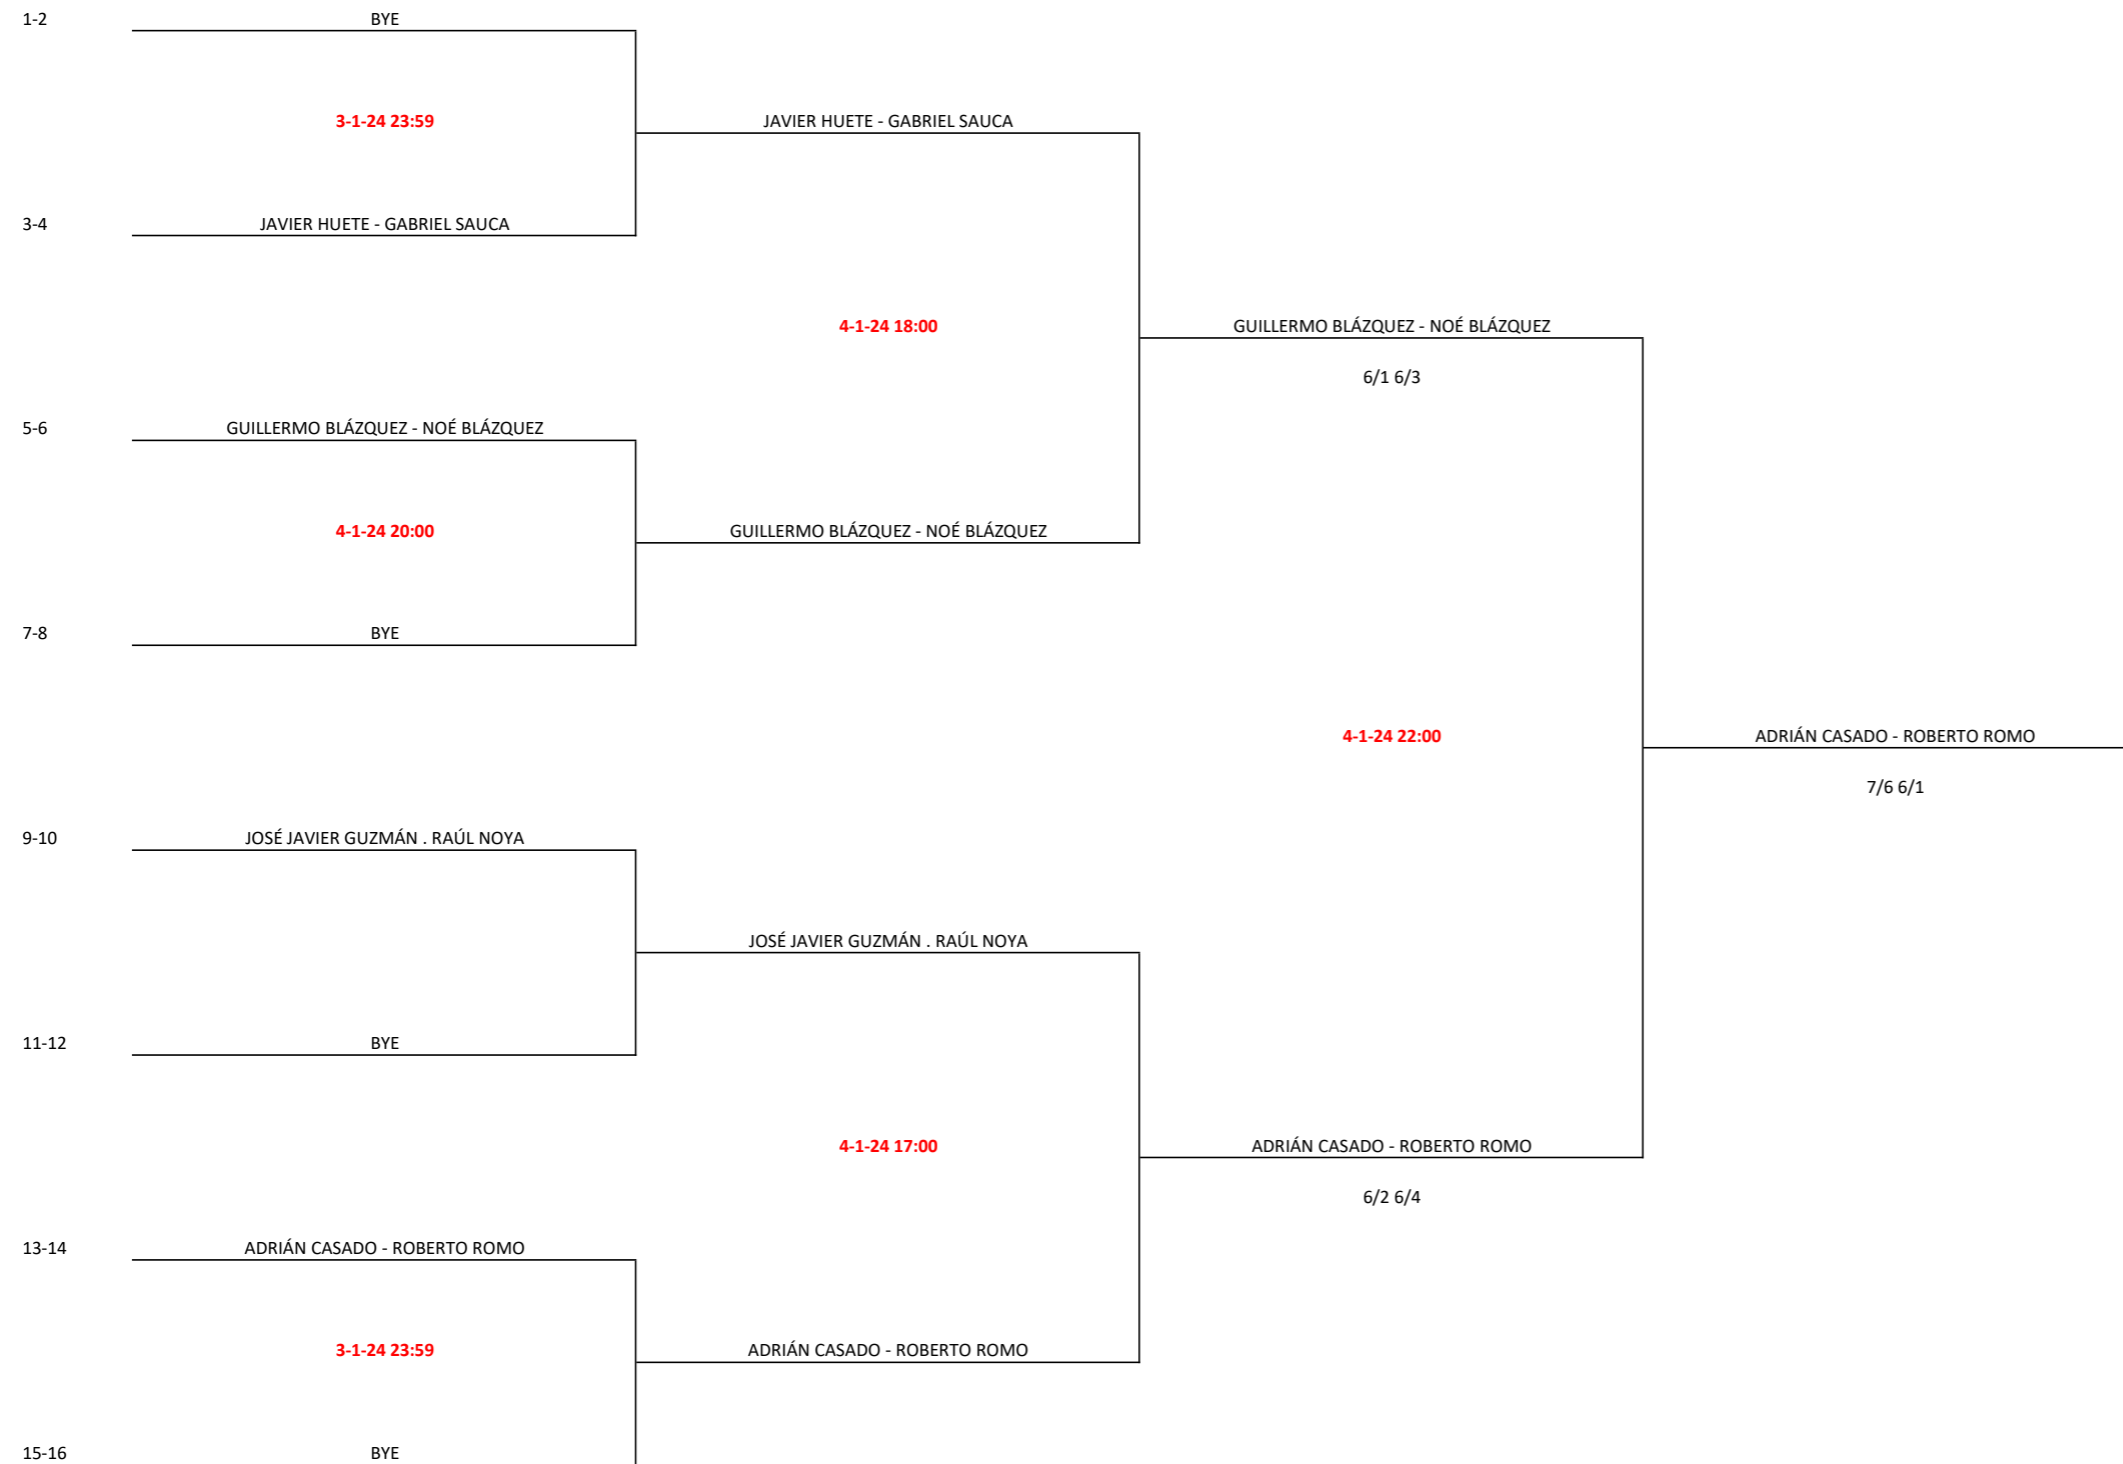 1-2
BYE
3-1-24 23:59
JAVIER HUETE - GABRIEL SAUCA
3-4
JAVIER HUETE - GABRIEL SAUCA
4-1-24 18:00
GUILLERMO BLÁZQUEZ - NOÉ BLÁZQUEZ
6/1 6/3
5-6
GUILLERMO BLÁZQUEZ - NOÉ BLÁZQUEZ
4-1-24 20:00
GUILLERMO BLÁZQUEZ - NOÉ BLÁZQUEZ
7-8
BYE
4-1-24 22:00
ADRIÁN CASADO - ROBERTO ROMO
7/6 6/1
9-10
JOSÉ JAVIER GUZMÁN . RAÚL NOYA
JOSÉ JAVIER GUZMÁN . RAÚL NOYA
11-12
BYE
4-1-24 17:00
ADRIÁN CASADO - ROBERTO ROMO
6/2 6/4
13-14
ADRIÁN CASADO - ROBERTO ROMO
3-1-24 23:59
ADRIÁN CASADO - ROBERTO ROMO
15-16
BYE